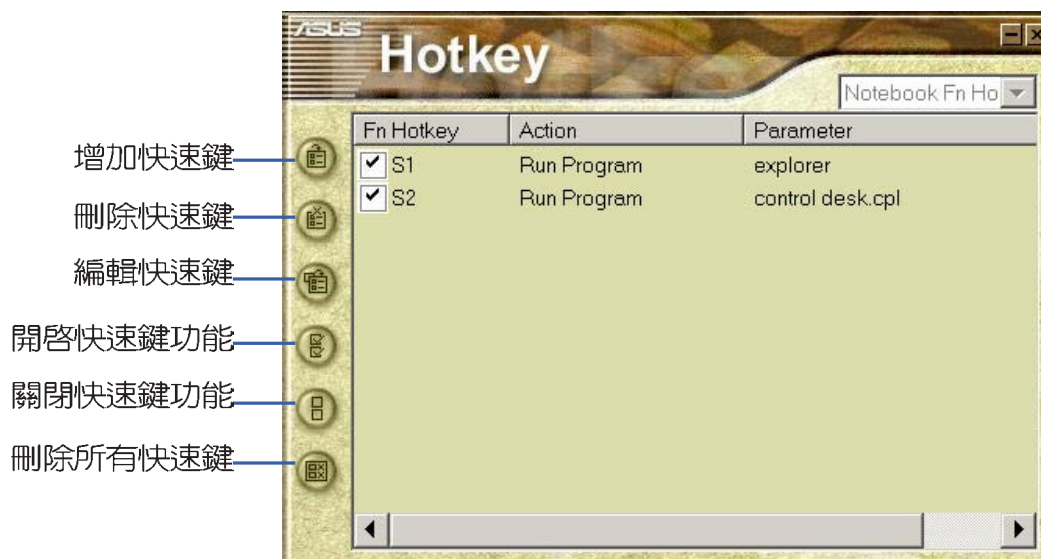 ASUS
Hotkey
Notebook Fn Ho
Fn Hotkey Action Parameter
S1 Run Program explorer
S2 Run Program control desk.cpl
增加快速鍵
刪除快速鍵
編輯快速鍵
開啟快速鍵功能
關閉快速鍵功能
刪除所有快速鍵